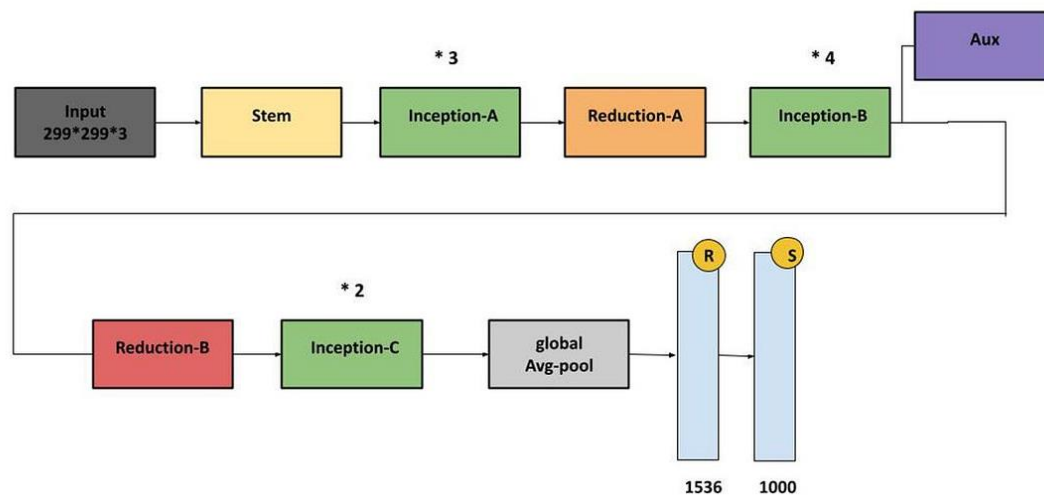 Aux
* 3
* 4
Input
299*299*3
Stem
Inception-A
Reduction-A
Inception-B
R
S
* 2
Reduction-B
Inception-C
global
Avg-pool
1536
1000